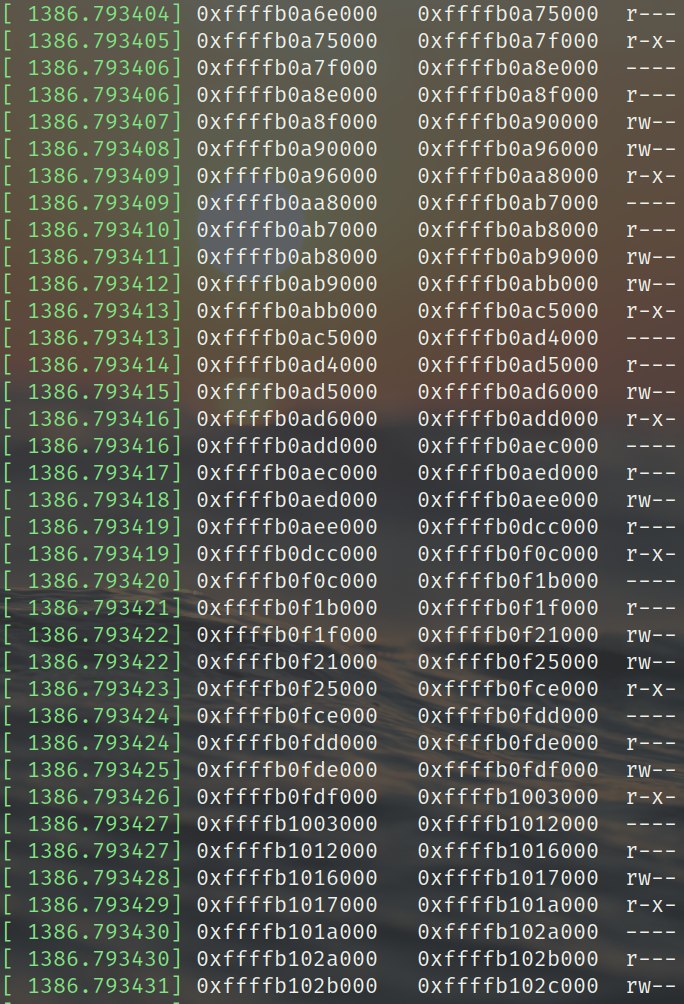 [ 1386.793404] 0xffffb0a6e000 0xffffb0a75000 r---
[ 1386.793405] 0xffffb0a75000 0xffffb0a7f000 r-x-
[ 1386.793406] 0xffffb0a7f000 0xffffb0a8e000 ----
[ 1386.793406] 0xffffb0a8e000 0xffffb0a8f000 r---
[ 1386.793407] 0xffffb0a8f000 0xffffb0a90000 rw--
[ 1386.793408] 0xffffb0a90000 0xffffb0a96000 rw--
[ 1386.793409] 0xffffb0a96000 0xffffb0aa8000 r-x-
[ 1386.793409] 0xffffb0aa8000 0xffffb0ab7000 ----
[ 1386.793410] 0xffffb0ab7000 0xffffb0ab8000 r---
[ 1386.793411] 0xffffb0ab8000 0xffffb0ab9000 rw--
[ 1386.793412] 0xffffb0ab9000 0xffffb0abb000 rw--
[ 1386.793413] 0xffffb0abb000 0xffffb0ac5000 r-x-
[ 1386.793413] 0xffffb0ac5000 0xffffb0ad4000 ----
[ 1386.793414] 0xffffb0ad4000 0xffffb0ad5000 r---
[ 1386.793415] 0xffffb0ad5000 0xffffb0ad6000 rw--
[ 1386.793416] 0xffffb0ad6000 0xffffb0add000 r-x-
[ 1386.793416] 0xffffb0add000 0xffffb0aec000 ----
[ 1386.793417] 0xffffb0aec000 0xffffb0aed000 r---
[ 1386.793418] 0xffffb0aed000 0xffffb0aee000 rw--
[ 1386.793419] 0xffffb0aee000 0xffffb0dcc000 r---
[ 1386.793419] 0xffffb0dcc000 0xffffb0f0c000 r-x-
[ 1386.793420] 0xffffb0f0c000 0xffffb0f1b000 ----
[ 1386.793421] 0xffffb0f1b000 0xffffb0f1f000 r---
[ 1386.793422] 0xffffb0f1f000 0xffffb0f21000 rw--
[ 1386.793422] 0xffffb0f21000 0xffffb0f25000 rw--
[ 1386.793423] 0xffffb0f25000 0xffffb0fce000 r-x-
[ 1386.793424] 0xffffb0fce000 0xffffb0fdd000 ----
[ 1386.793424] 0xffffb0fdd000 0xffffb0fde000 r---
[ 1386.793425] 0xffffb0fde000 0xffffb0fdf000 rw--
[ 1386.793426] 0xffffb0fdf000 0xffffb1003000 r-x-
[ 1386.793427] 0xffffb1003000 0xffffb1012000 ----
[ 1386.793427] 0xffffb1012000 0xffffb1016000 r---
[ 1386.793428] 0xffffb1016000 0xffffb1017000 rw--
[ 1386.793429] 0xffffb1017000 0xffffb101a000 r-x-
[ 1386.793430] 0xffffb101a000 0xffffb102a000 ----
[ 1386.793430] 0xffffb102a000 0xffffb102b000 r---
[ 1386.793431] 0xffffb102b000 0xffffb102c000 rw--